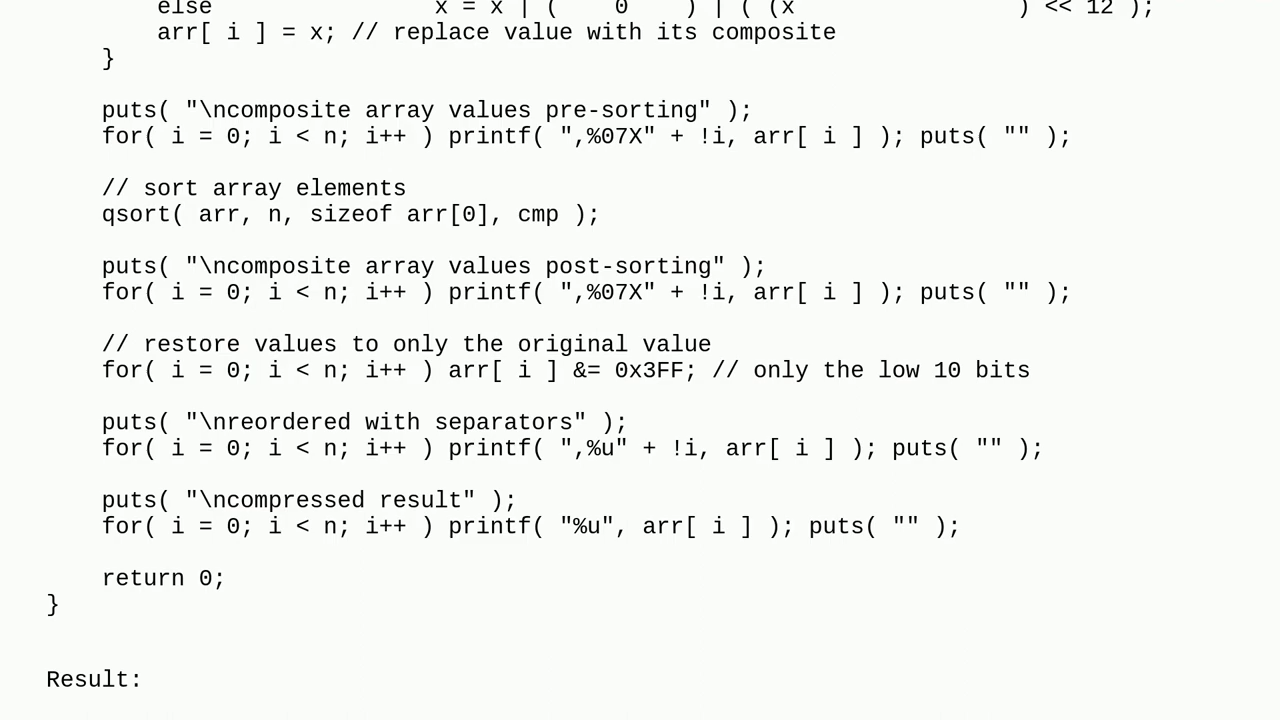 else                x = x | (    0    ) | ( (x                ) << 12 );
arr[ i ] = x; // replace value with its composite
}
puts( "\ncomposite array values pre-sorting" );
for( i = 0; i < n; i++ ) printf( ",%07X" + !i, arr[ i ] ); puts( "" );
// sort array elements
qsort( arr, n, sizeof arr[0], cmp );
puts( "\ncomposite array values post-sorting" );
for( i = 0; i < n; i++ ) printf( ",%07X" + !i, arr[ i ] ); puts( "" );
// restore values to only the original value
for( i = 0; i < n; i++ ) arr[ i ] &= 0x3FF; // only the low 10 bits
puts( "\nreordered with separators" );
for( i = 0; i < n; i++ ) printf( ",%u" + !i, arr[ i ] ); puts( "" );
puts( "\ncompressed result" );
for( i = 0; i < n; i++ ) printf( "%u", arr[ i ] ); puts( "" );
return 0;
}
Result: